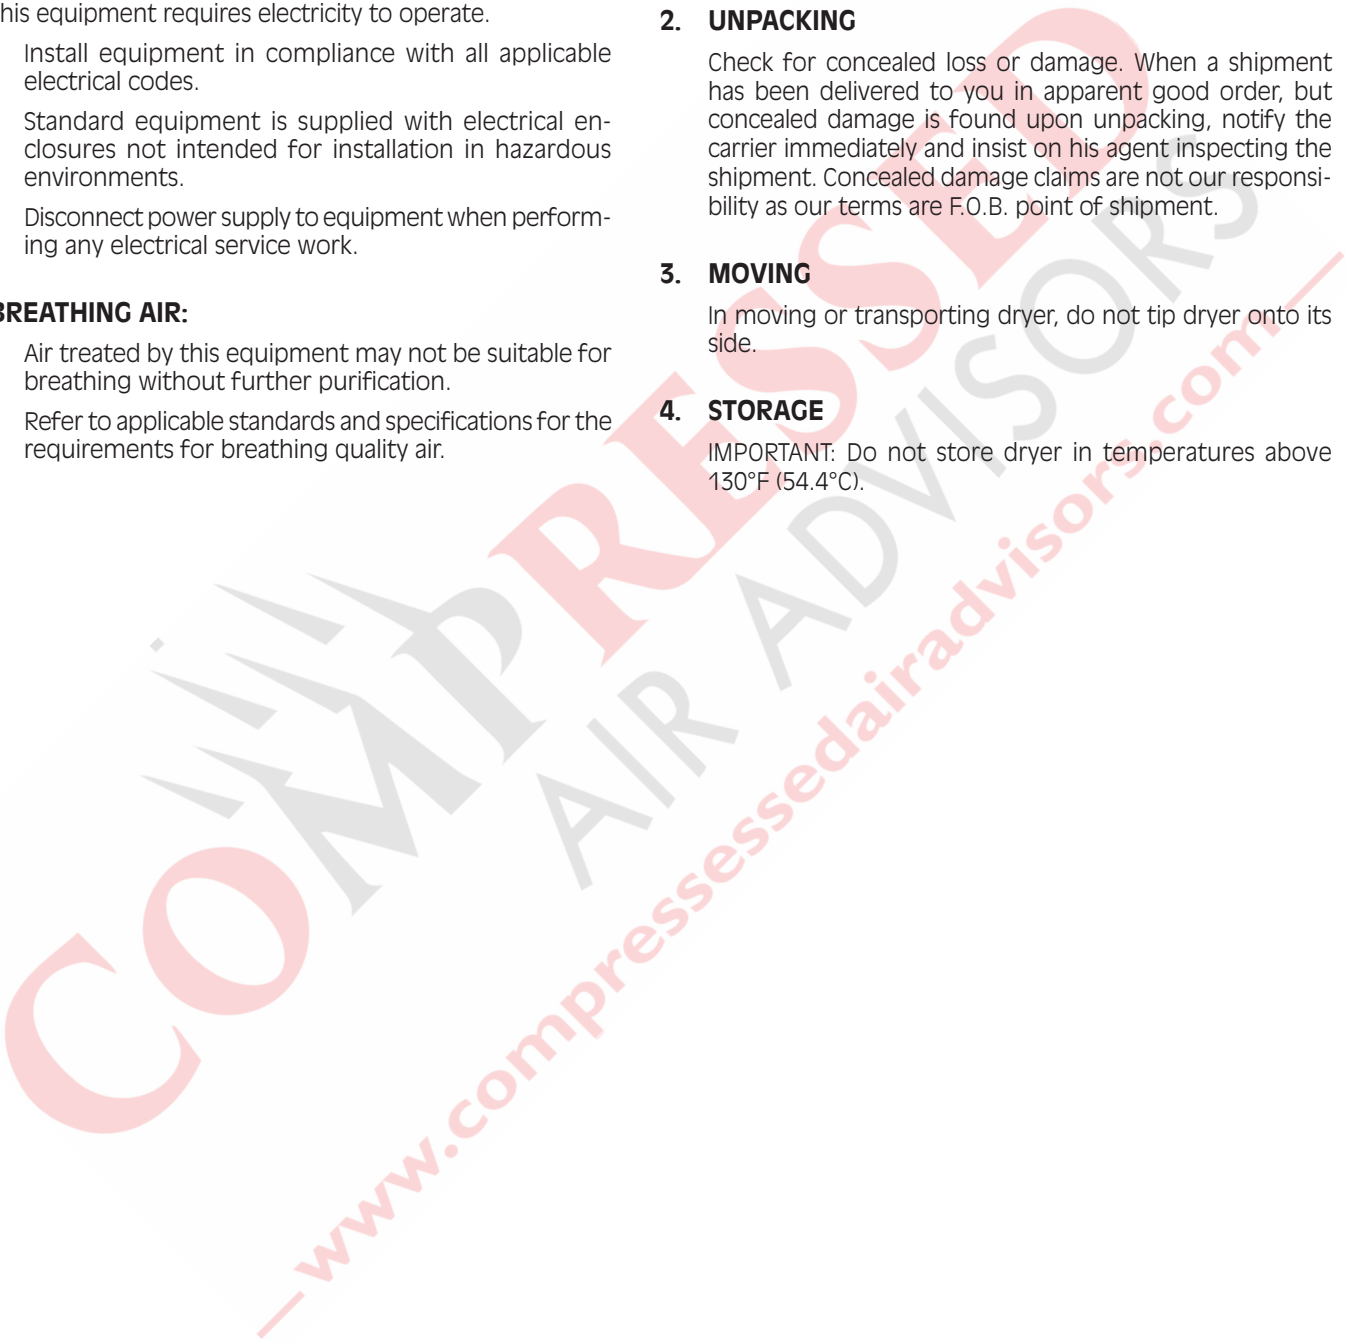 his equipment requires electricity to operate.
Install equipment in compliance with all applicable
electrical codes.
Standard equipment is supplied with electrical en-
closures not intended for installation in hazardous
environments.
Disconnect power supply to equipment when perform-
ing any electrical service work.
BREATHING AIR:
Air treated by this equipment may not be suitable for
breathing without further purification.
Refer to applicable standards and specifications for the
requirements for breathing quality air.
2. UNPACKING
Check for concealed loss or damage. When a shipment
has been delivered to you in apparent good order, but
concealed damage is found upon unpacking, notify the
carrier immediately and insist on his agent inspecting the
shipment. Concealed damage claims are not our responsi-
bility as our terms are F.O.B. point of shipment.
3. MOVING
In moving or transporting dryer, do not tip dryer onto its
side.
4. STORAGE
IMPORTANT: Do not store dryer in temperatures above
130°F (54.4°C).
COMPRESSED
AIR ADVISORS
www.compressedairadvisors.com